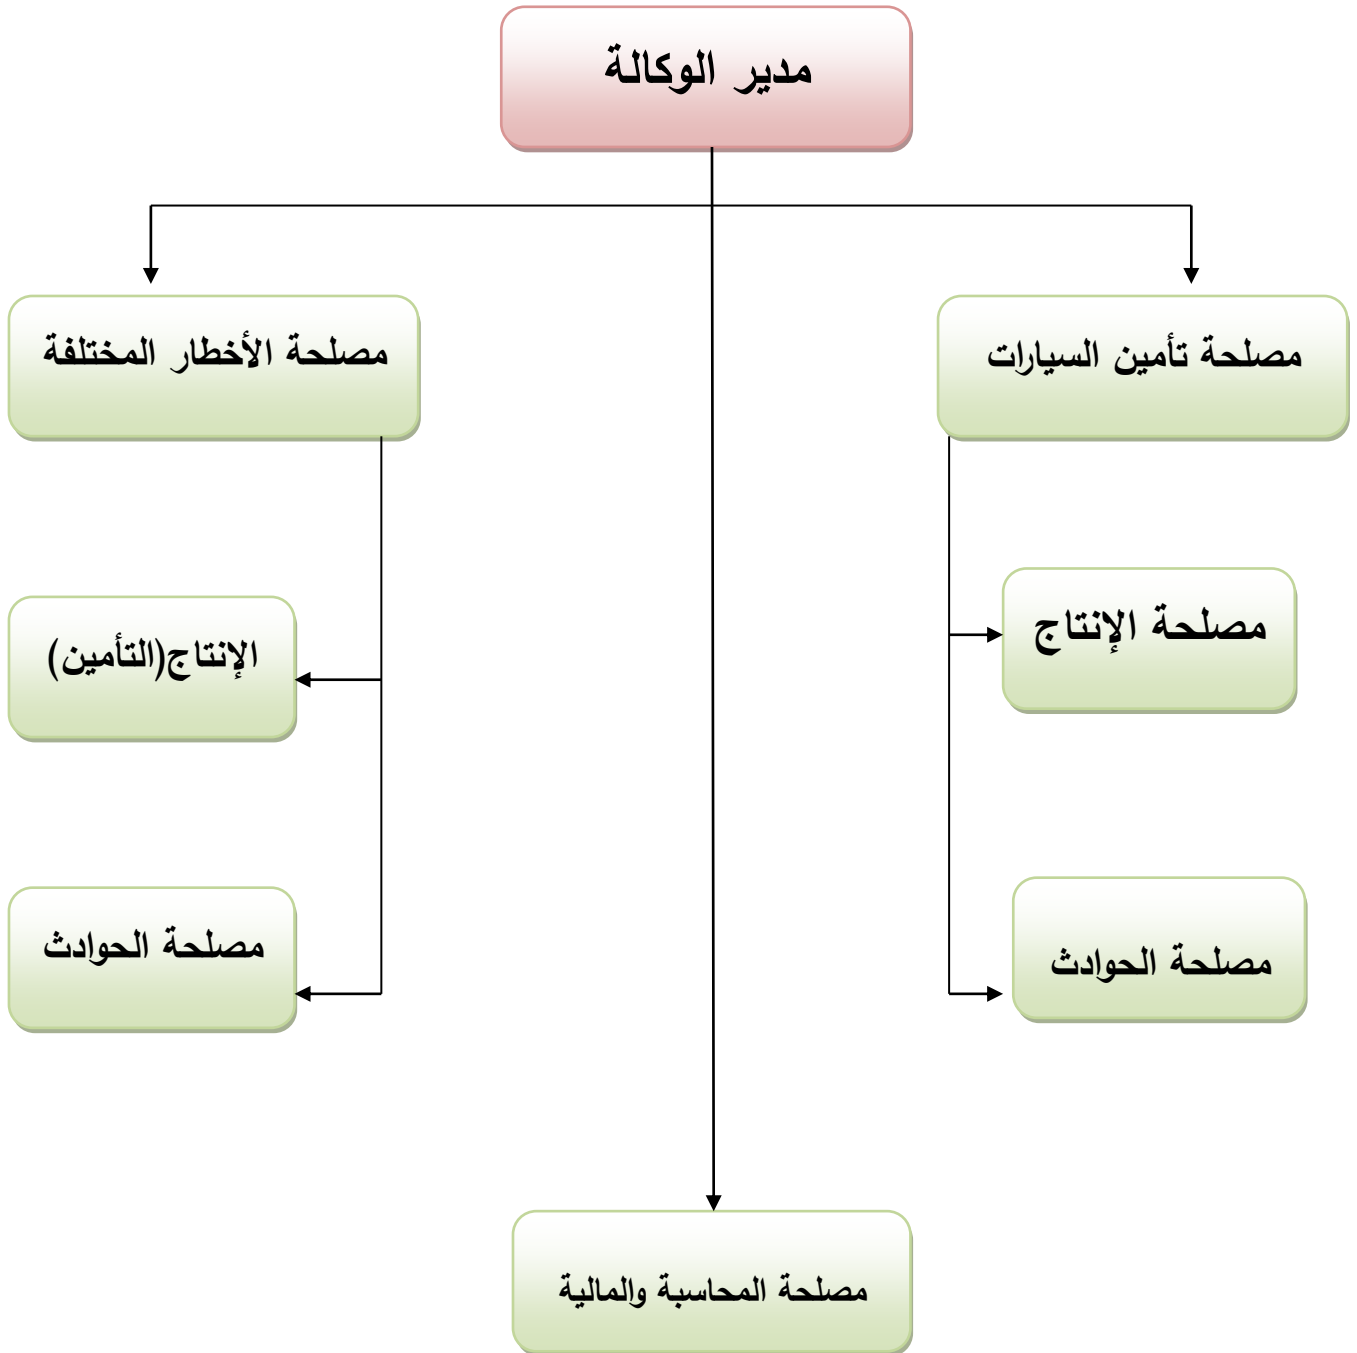 مدير الوكالة
مصلحة تأمين السيارات
مصلحة الأخطار المختلفة
مصلحة الإنتاج
الإنتاج(التأمين)
مصلحة الحوادث
مصلحة الحوادث
مصلحة المحاسبة والمالية